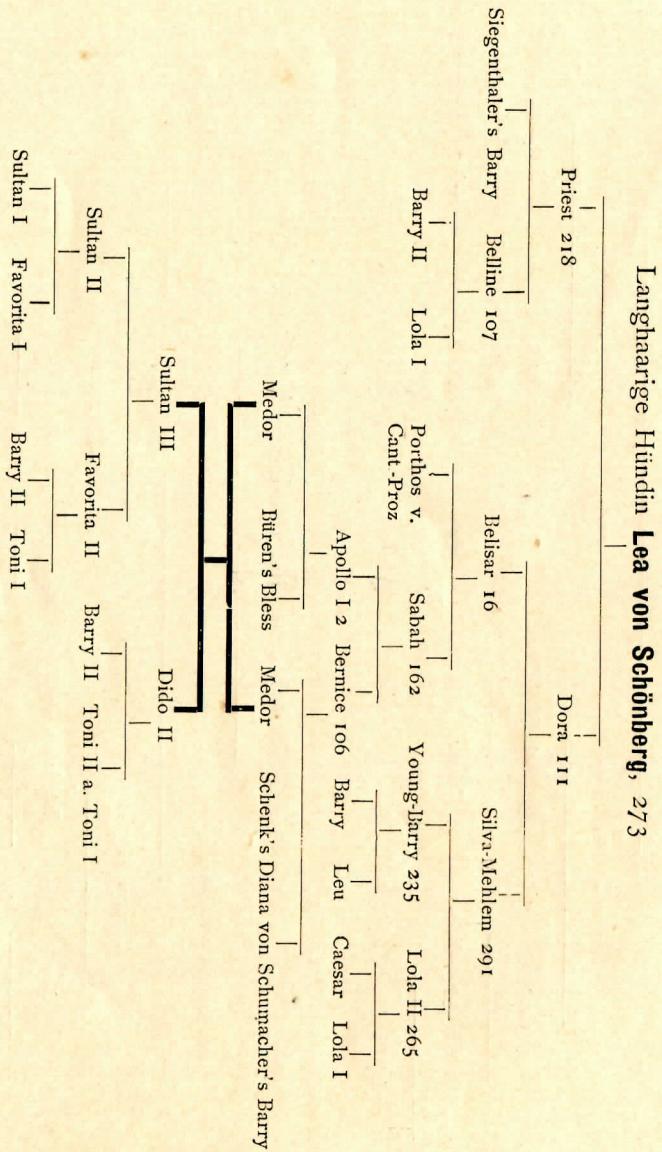 Langhaarige Hündin Lea von Schönberg, 273
Priest 218 Dora 111
Siegenthaler's Barry Belline 107 Belisar 16 Silva-Mehlem 291
Barry II Lola I Porthos v. Cant.-Proz Sabah 162 Young-Barry 235 Lola II 265
Apollo I 2 Bernice 106 Barry Leu Caesar Lola I
Medor Büren's Bless Medor Schenk's Diana von Schumacher's Barry
Sultan III Dido II
Sultan II Favorita II Barry II Toni II a. Toni I
Sultan I Favorita I Barry II Toni I